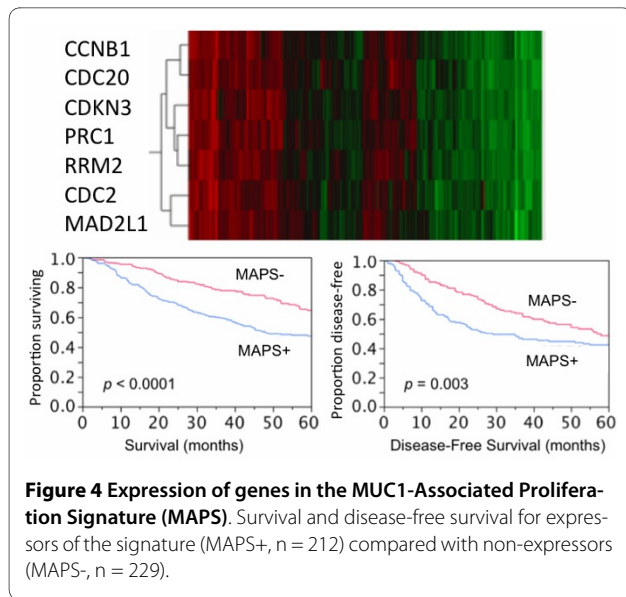 CCNB1
CDC20
CDKN3
PRC1
RRM2
CDC2
MAD2L1
Proportion surviving
1.0
0.8
0.6
0.4
0.2
0.0
MAPS-
MAPS+
p < 0.0001
0 10 20 30 40 50 60
Survival (months)
Proportion disease-free
1.0
0.8
0.6
0.4
0.2
0.0
MAPS-
MAPS+
p = 0.003
0 10 20 30 40 50 60
Disease-Free Survival (months)
Figure 4 Expression of genes in the MUC1-Associated Prolifera-
tion Signature (MAPS). Survival and disease-free survival for expres-
sors of the signature (MAPS+, n = 212) compared with non-expressors
(MAPS-, n = 229).